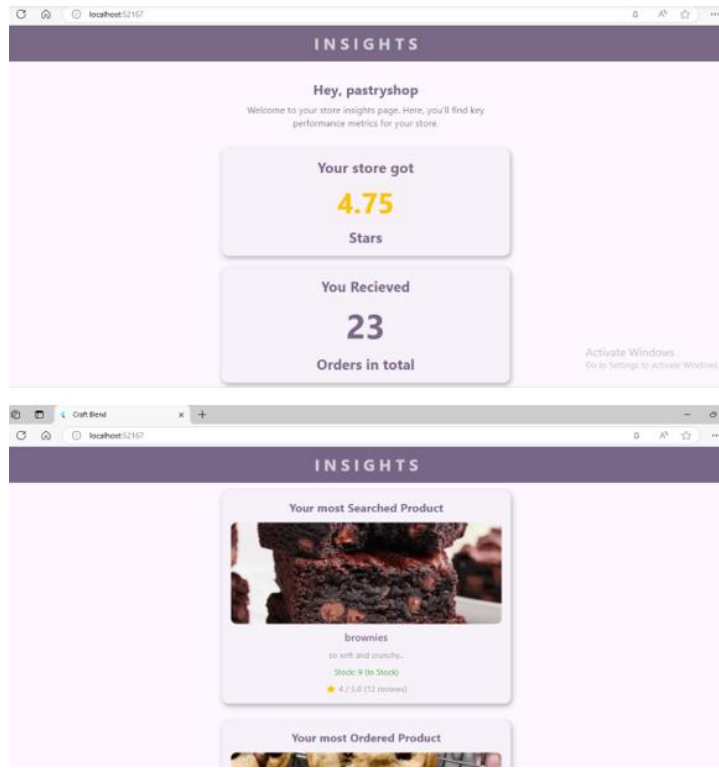 localhost:52167
INSIGHTS
Hey, pastryshop
Welcome to your store insights page. Here, you'll find key
performance metrics for your store.
Your store got
4.75
Stars
You Recieved
23
Orders in total
Activate Windows
Go to Settings to activate Windows.
Craft Blend
localhost:52167
INSIGHTS
Your most Searched Product
brownies
so soft and crunchy..
Stock: 9 (In Stock)
4 / 5.0 (12 reviews)
Your most Ordered Product